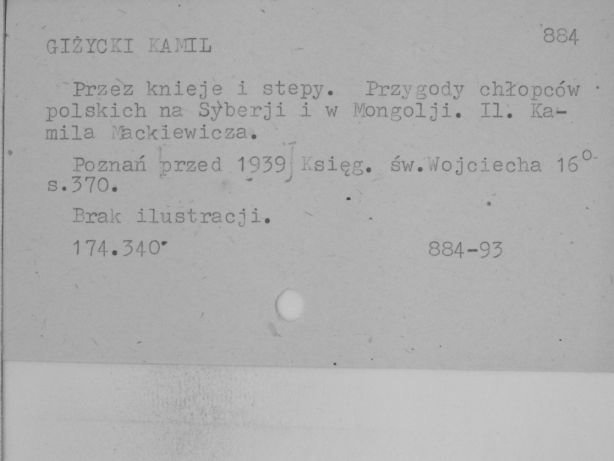 GIŻYCKI KAMIL 884
Przez knieje i stepy. Przygody chłopców
polskich na Syberji i w Mongolji. Il. Ka-
mila Mackiewicza.
Poznań [przed 1939] Księg. św.Wojciecha 16°
s.370.
Brak ilustracji.
174.340 884-93